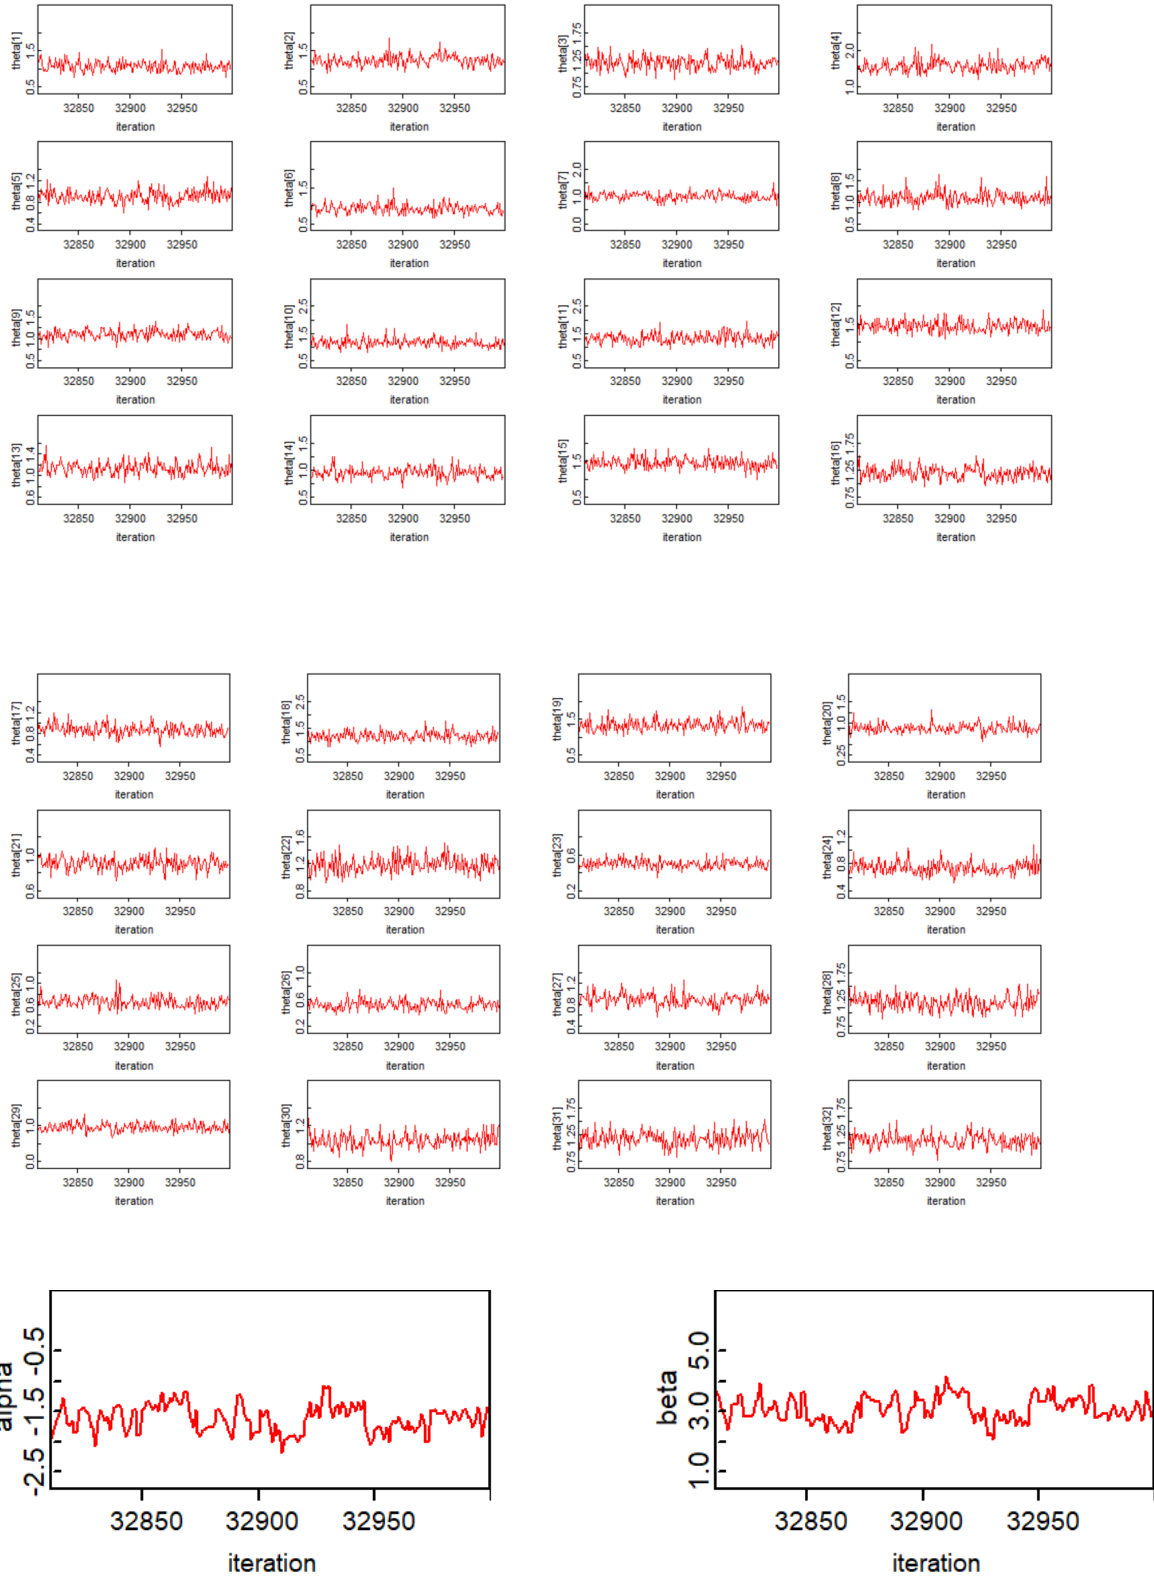 theta[1]
0.5 1.5
32850 32900 32950
iteration
theta[2]
0.5 1.5
32850 32900 32950
iteration
theta[3]
0.75 1.25 1.75
32850 32900 32950
iteration
theta[4]
1.0 2.0
32850 32900 32950
iteration
theta[5]
0.4 0.8 1.2
32850 32900 32950
iteration
theta[6]
0.5 1.5
32850 32900 32950
iteration
theta[7]
0.0 1.0 2.0
32850 32900 32950
iteration
theta[8]
0.5 1.0 1.5
32850 32900 32950
iteration
theta[9]
0.5 1.0 1.5
32850 32900 32950
iteration
theta[10]
0.5 1.5 2.5
32850 32900 32950
iteration
theta[11]
0.5 1.5 2.5
32850 32900 32950
iteration
theta[12]
0.5 1.5
32850 32900 32950
iteration
theta[13]
0.6 1.0 1.4
32850 32900 32950
iteration
theta[14]
0.5 1.0 1.5
32850 32900 32950
iteration
theta[15]
0.5 1.5
32850 32900 32950
iteration
theta[16]
0.75 1.25 1.75
32850 32900 32950
iteration
theta[17]
0.4 0.8 1.2
32850 32900 32950
iteration
theta[18]
0.5 1.5 2.5
32850 32900 32950
iteration
theta[19]
0.5 1.5
32850 32900 32950
iteration
theta[20]
0.25 1.0 1.5
32850 32900 32950
iteration
theta[21]
0.6 1.0
32850 32900 32950
iteration
theta[22]
0.8 1.2 1.6
32850 32900 32950
iteration
theta[23]
0.2 0.6
32850 32900 32950
iteration
theta[24]
0.4 0.8 1.2
32850 32900 32950
iteration
theta[25]
0.2 0.6 1.0
32850 32900 32950
iteration
theta[26]
0.2 0.6 1.0
32850 32900 32950
iteration
theta[27]
0.4 0.8 1.2
32850 32900 32950
iteration
theta[28]
0.75 1.25 1.75
32850 32900 32950
iteration
theta[29]
0.0 1.0
32850 32900 32950
iteration
theta[30]
0.8 1.2
32850 32900 32950
iteration
theta[31]
0.75 1.25 1.75
32850 32900 32950
iteration
theta[32]
0.75 1.25 1.75
32850 32900 32950
iteration
alpha
-2.5 -1.5 -0.5
32850 32900 32950
iteration
beta
1.0 3.0 5.0
32850 32900 32950
iteration